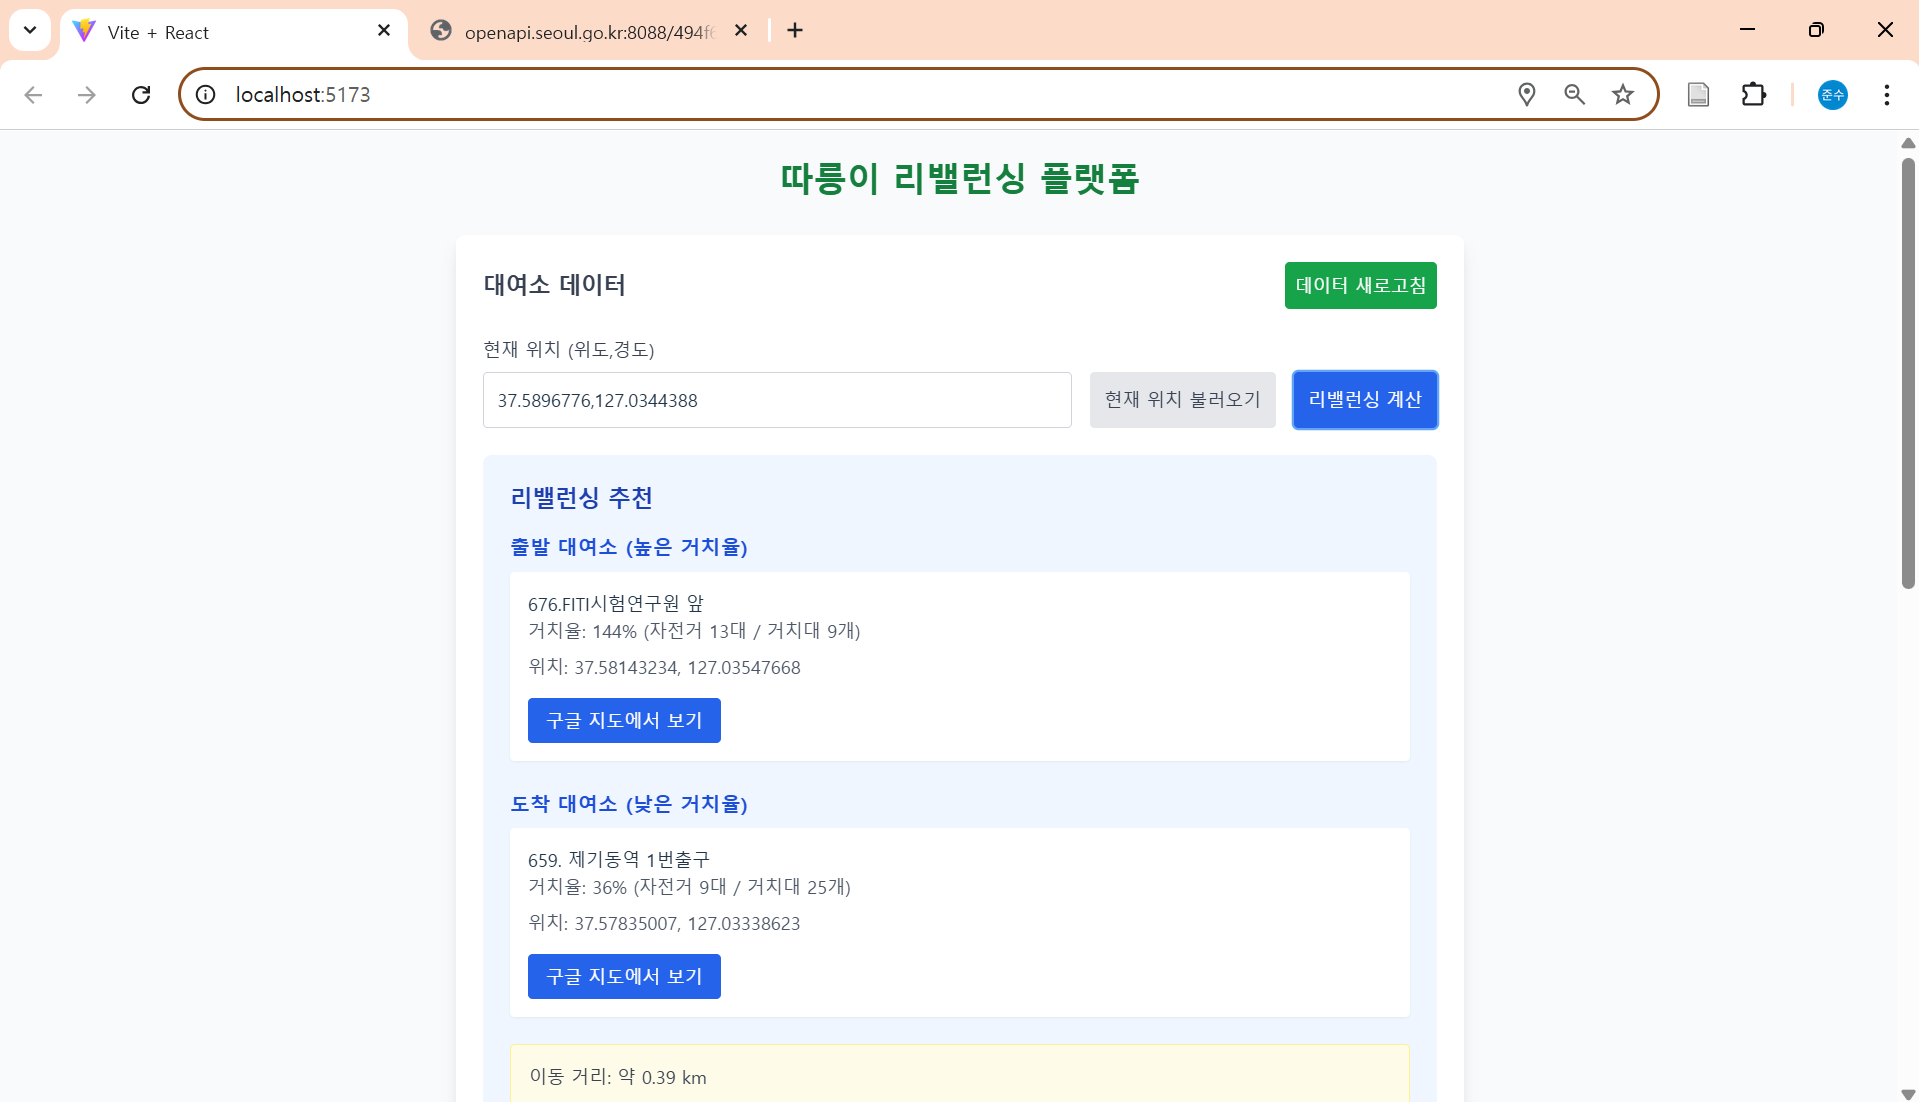 Vite + React
openapi.seoul.go.kr:8088/494f6
localhost:5173
준수
따릉이 리밸런싱 플랫폼
대여소 데이터
데이터 새로고침
현재 위치 (위도,경도)
37.5896776,127.0344388
현재 위치 불러오기
리밸런싱 계산
리밸런싱 추천
출발 대여소 (높은 거치율)
676.FITI시험연구원 앞
거치율: 144% (자전거 13대 / 거치대 9개)
위치: 37.58143234, 127.03547668
구글 지도에서 보기
도착 대여소 (낮은 거치율)
659. 제기동역 1번출구
거치율: 36% (자전거 9대 / 거치대 25개)
위치: 37.57835007, 127.03338623
구글 지도에서 보기
이동 거리: 약 0.39 km